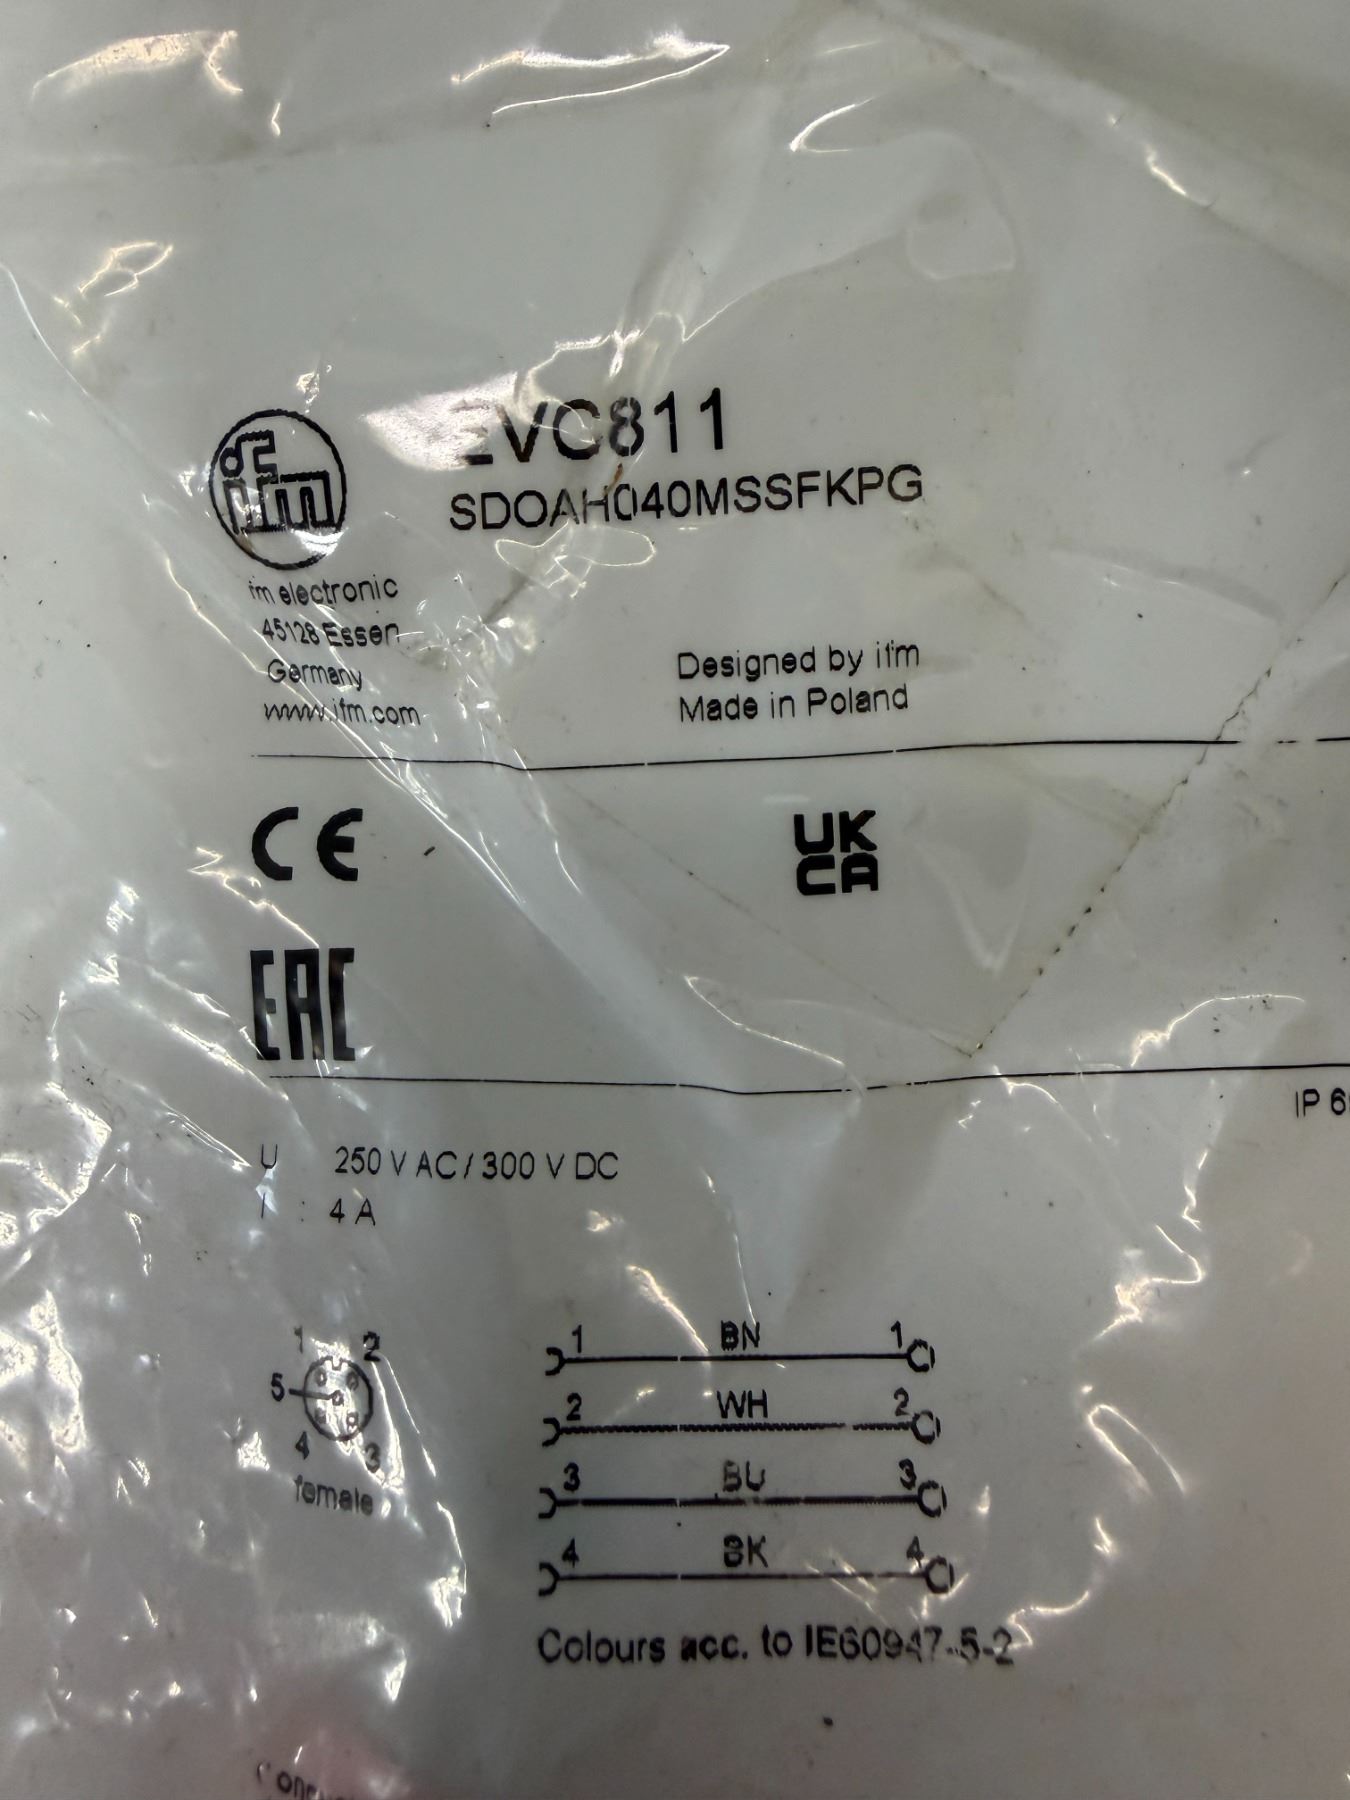 ifm
EVC811
SDOAH040MSSFKPG
ifm electronic
45128 Essen
Germany
www.ifm.com
Designed by ifm
Made in Poland
CE
UK
CA
EAC
IP
U 250 V AC / 300 V DC
I : 4 A
1 2
5
4 3
female
1 BN 1
2 WH 2
3 BU 3
4 BK 4
Colours acc. to IE60947-5-2